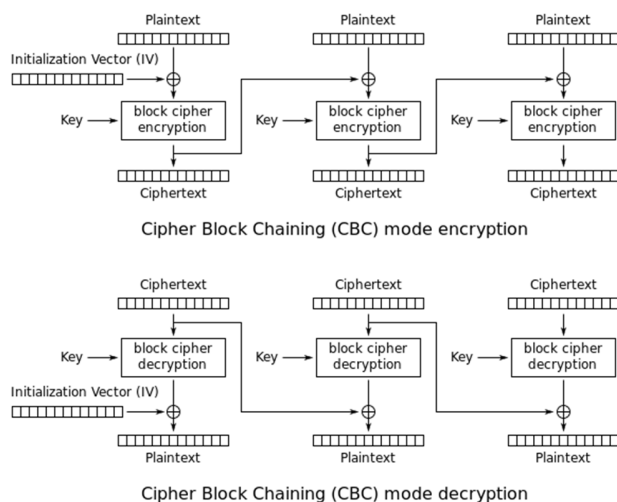 Plaintext Plaintext Plaintext
Initialization Vector (IV)
Key block cipher encryption Key block cipher encryption Key block cipher encryption
Ciphertext Ciphertext Ciphertext
Cipher Block Chaining (CBC) mode encryption
Ciphertext Ciphertext Ciphertext
Key block cipher decryption Key block cipher decryption Key block cipher decryption
Initialization Vector (IV)
Plaintext Plaintext Plaintext
Cipher Block Chaining (CBC) mode decryption